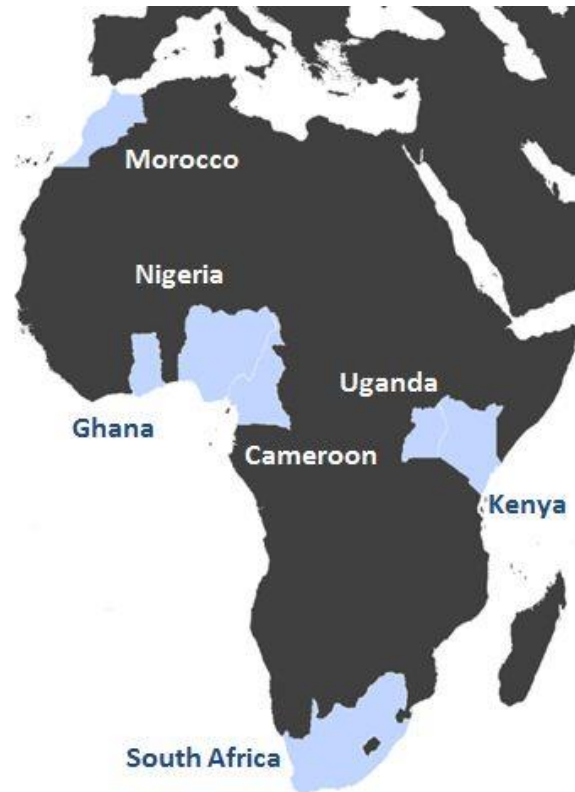 Morocco
Nigeria
Uganda
Ghana
Cameroon
Kenya
South Africa